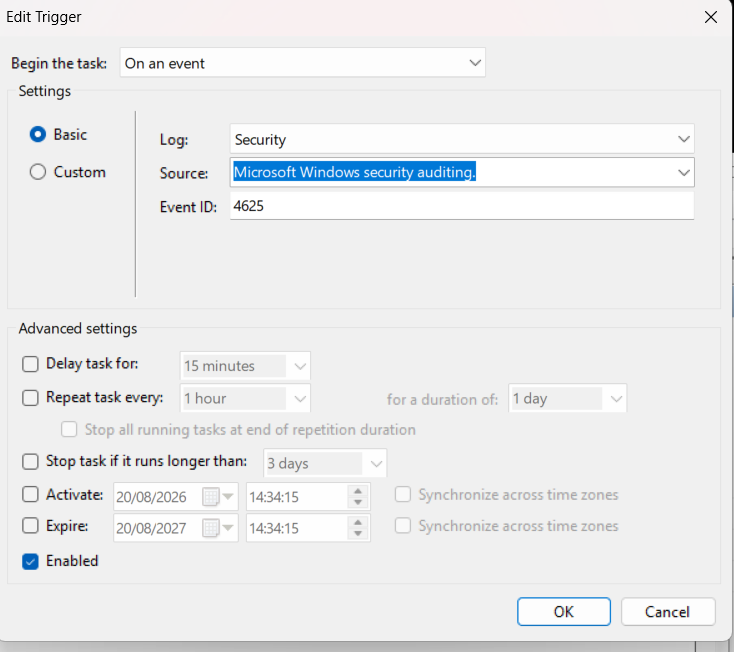 Edit Trigger
Begin the task: On an event
Settings
Basic
Custom
Log: Security
Source: Microsoft Windows security auditing.
Event ID: 4625
Advanced settings
Delay task for: 15 minutes
Repeat task every: 1 hour for a duration of: 1 day
Stop all running tasks at end of repetition duration
Stop task if it runs longer than: 3 days
Activate: 20/08/2026 14:34:15 Synchronize across time zones
Expire: 20/08/2027 14:34:15 Synchronize across time zones
Enabled
OK Cancel